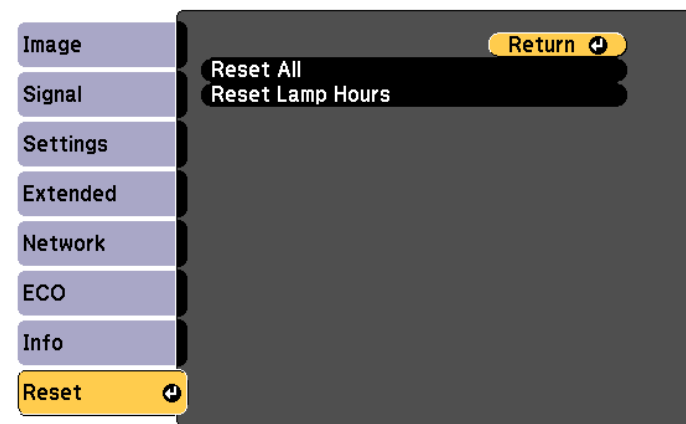 Image
Signal
Settings
Extended
Network
ECO
Info
Reset
Return
Reset All
Reset Lamp Hours